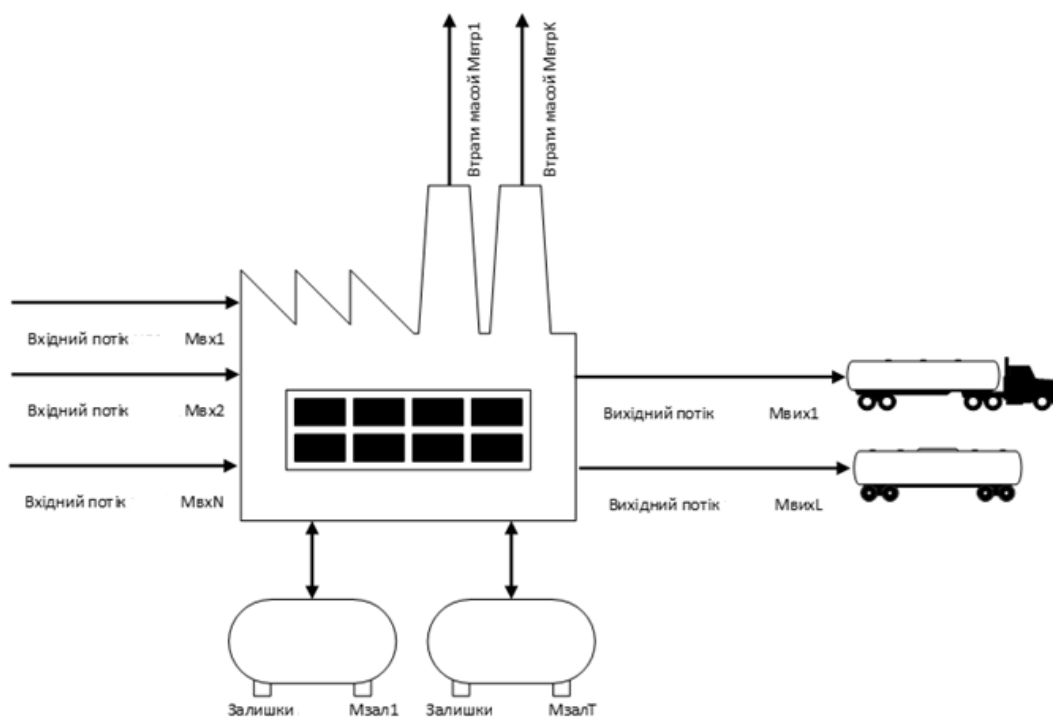 Втрати масой Мвтр1
Втрати масой МвтрК
Вхідний потік Мвх1
Вхідний потік Мвх2
Вхідний потік МвхN
Вихідний потік Мвих1
Вихідний потік МвихL
Залишки Мзал1
Залишки МзалТ